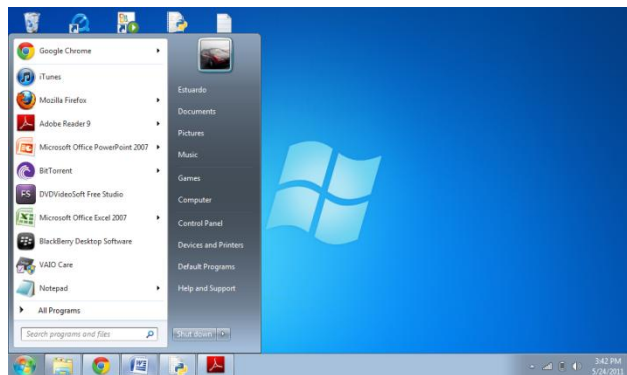 Google Chrome
iTunes
Mozilla Firefox
Adobe Reader 9
Microsoft Office PowerPoint 2007
BitTorrent
DVDVideoSoft Free Studio
Microsoft Office Excel 2007
BlackBerry Desktop Software
VAIO Care
Notepad
All Programs
Search programs and files
Estuardo
Documents
Pictures
Music
Games
Computer
Control Panel
Devices and Printers
Default Programs
Help and Support
Shut down
3:42 PM
5/24/2011